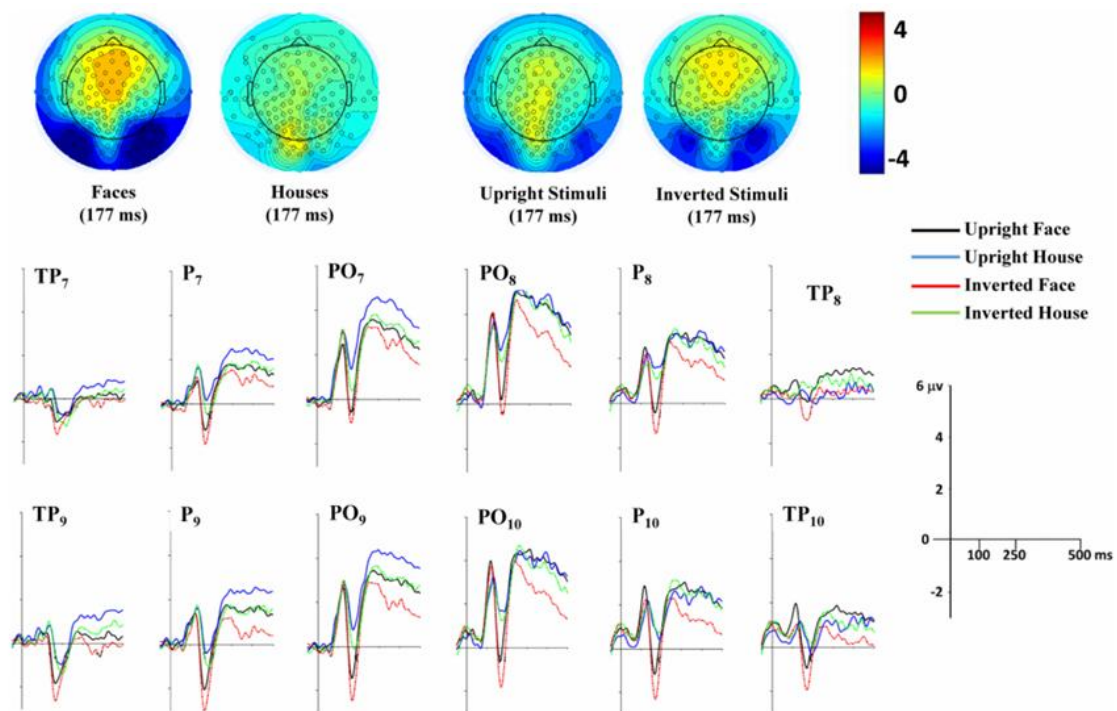 4
0
-4
Faces
(177 ms)
Houses
(177 ms)
Upright Stimuli
(177 ms)
Inverted Stimuli
(177 ms)
Upright Face
Upright House
Inverted Face
Inverted House
TP7
P7
PO7
PO8
P8
TP8
TP9
P9
PO9
PO10
P10
TP10
6 μv
4
2
0
-2
100
250
500 ms